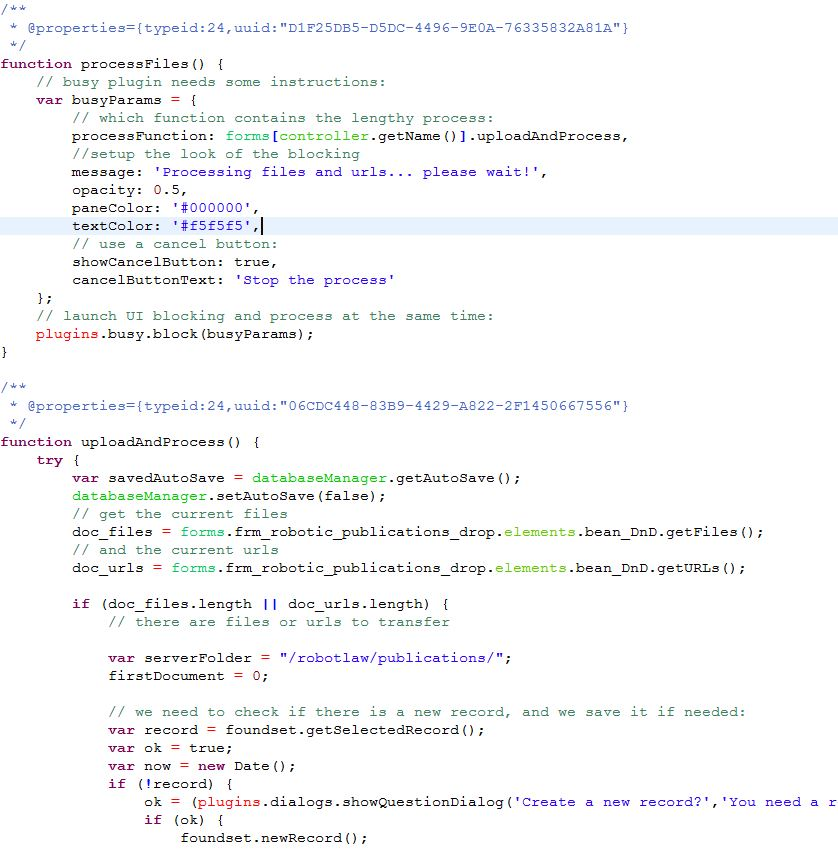 /**
 * @properties={typeid:24,uuid:"D1F25DB5-D5DC-4496-9E0A-76335832A81A"}
 */
function processFiles() {
    // busy plugin needs some instructions:
    var busyParams = {
        // which function contains the lengthy process:
        processFunction: forms[controller.getName()].uploadAndProcess,
        //setup the look of the blocking
        message: 'Processing files and urls... please wait!',
        opacity: 0.5,
        paneColor: '#000000',
        textColor: '#f5f5f5',
        // use a cancel button:
        showCancelButton: true,
        cancelButtonText: 'Stop the process'
    };
    // launch UI blocking and process at the same time:
    plugins.busy.block(busyParams);
}
/**
 * @properties={typeid:24,uuid:"06CDC448-83B9-4429-A822-2F1450667556"}
 */
function uploadAndProcess() {
    try {
        var savedAutoSave = databaseManager.getAutoSave();
        databaseManager.setAutoSave(false);
        // get the current files
        doc_files = forms.frm_robotic_publications_drop.elements.bean_DnD.getFiles();
        // and the current urls
        doc_urls = forms.frm_robotic_publications_drop.elements.bean_DnD.getURLs();
        if (doc_files.length || doc_urls.length) {
            // there are files or urls to transfer
            var serverFolder = "/robotlaw/publications/";
            firstDocument = 0;
            // we need to check if there is a new record, and we save it if needed:
            var record = foundset.getSelectedRecord();
            var ok = true;
            var now = new Date();
            if (!record) {
                ok = (plugins.dialogs.showQuestionDialog('Create a new record?','You need a r
                if (ok) {
                    foundset.newRecord();